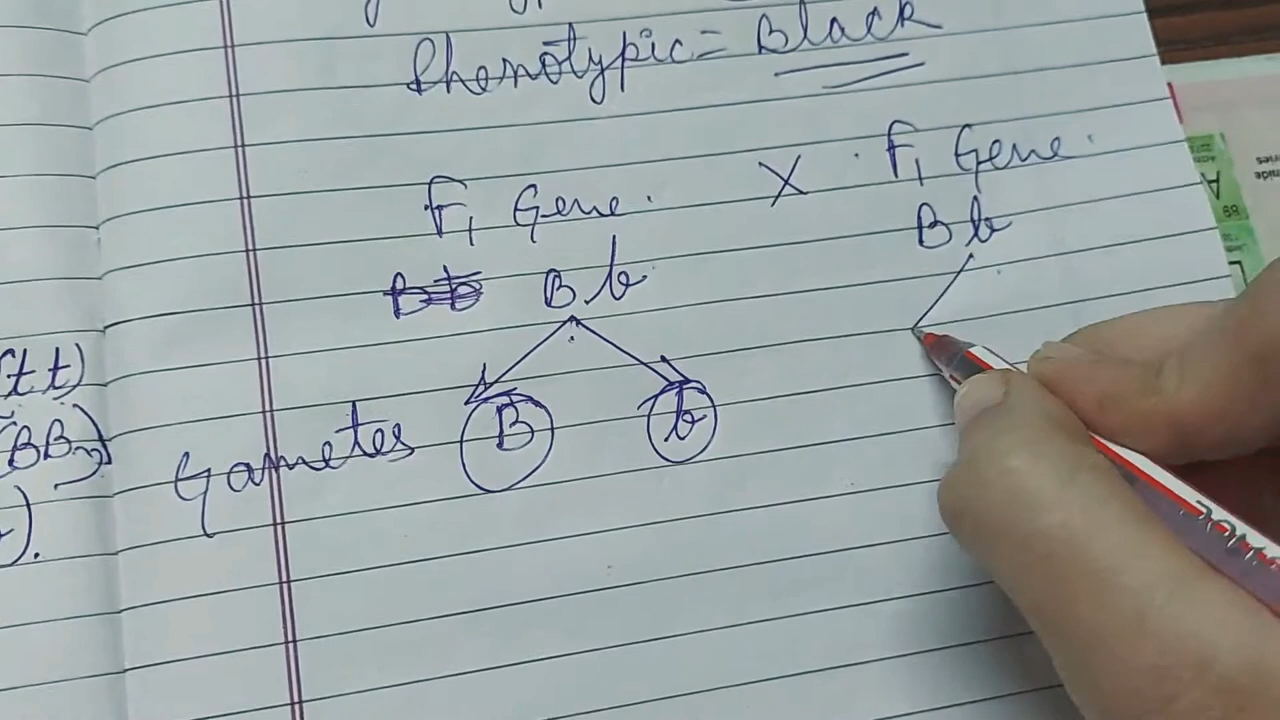 Phenotypic = Black
F1 Gene. X F1 Gene.
Bb Bb Bb
Gametes B b
(tt)
(BB)